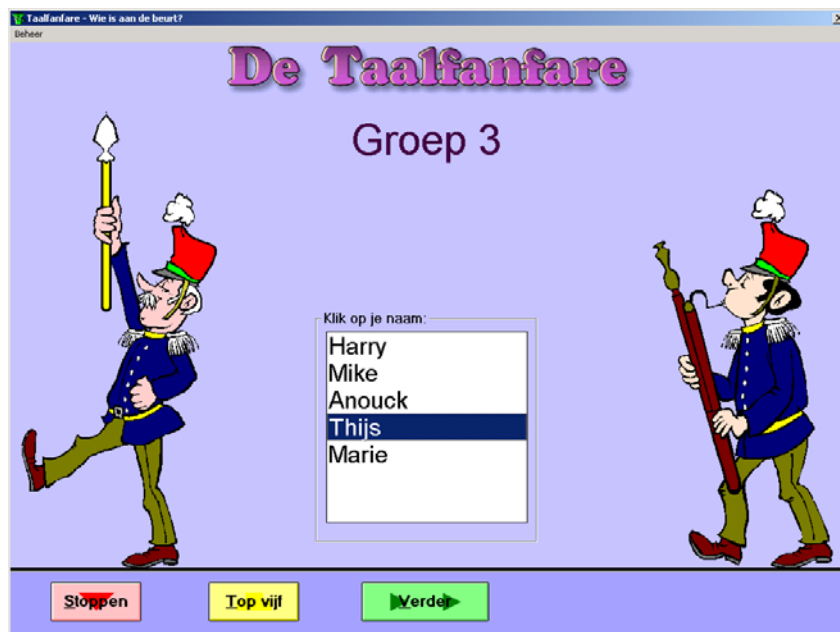 Taalfanfare - Wie is aan de beurt?
Beheer
De Taalfanfare
Groep 3
Klik op je naam:
Harry
Mike
Anouck
Thijs
Marie
Stoppen
Top vijf
Verder